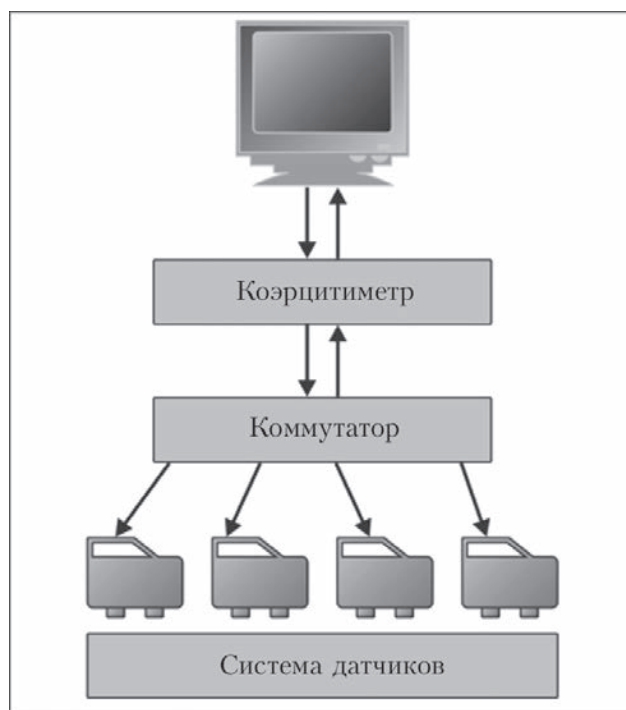 Коэрцитиметр
Коммутатор
Система датчиков